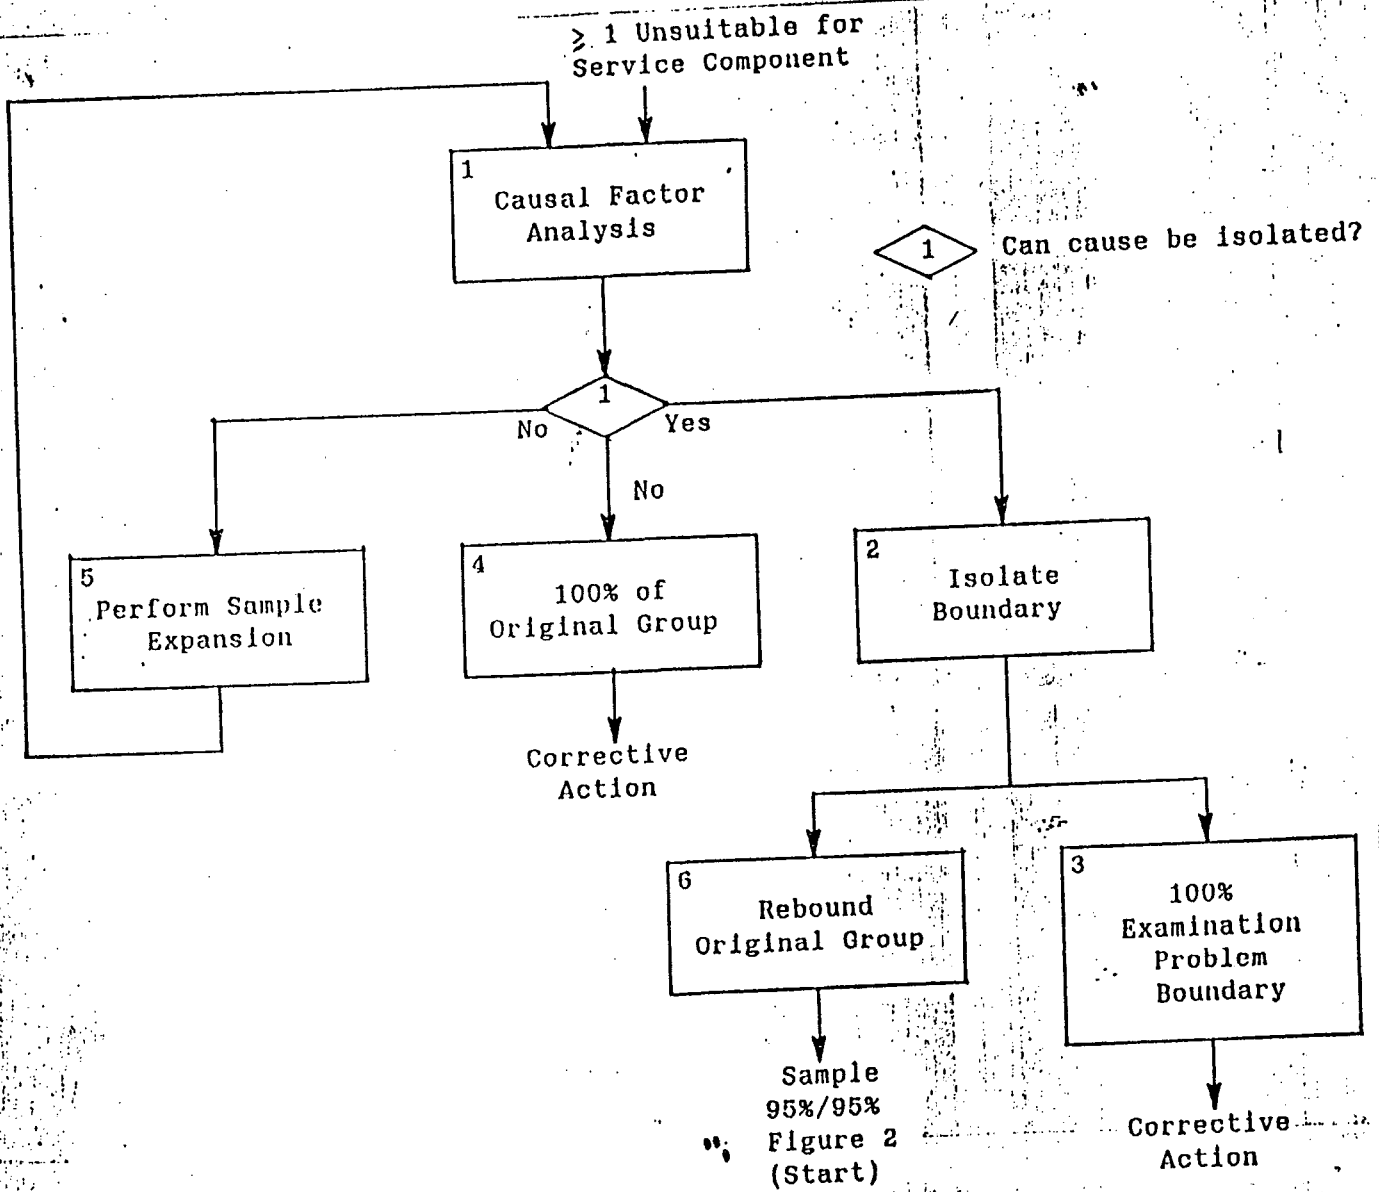 ≥ 1 Unsuitable for
Service Component
1
Causal Factor
Analysis
1
Can cause be isolated?
1
No
Yes
No
5
Perform Sample
Expansion
4
100% of
Original Group
2
Isolate
Boundary
Corrective
Action
6
Rebound
Original Group
3
100%
Examination
Problem
Boundary
Sample
95%/95%
Figure 2
(Start)
Corrective
Action